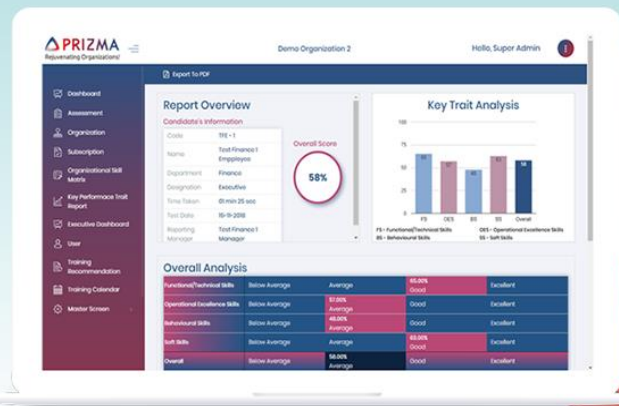 PRIZMA
Rejuvenating Organizations!
Demo Organization 2
Hello, Super Admin
Export To PDF
Dashboard
Assessment
Organization
Subscription
Organizational Skill
Matrix
Key Performace Trait
Report
Executive Dashboard
User
Training
Recommendation
Training Calendar
Master Screen
Report Overview
Candidate's Information
Code TFE - 1
Name Test Finance 1
Empployee
Department Finance
Designation Executive
Time Taken 01 min 25 sec
Test Date 15-11-2018
Reporting Test Finance 1
Manager Manager
Overall Score
58%
Key Trait Analysis
100
75
50
25
0
65
57
48
63
58
FS OES BS SS Overall
FS - Functional/Technical Skills OES - Operational Excellence Skills
BS - Behavioural Skills SS - Soft Skills
Overall Analysis
Functional/Technical Skills Below Average Average 65.00% Good Excellent
Operational Excellence Skills Below Average 57.00% Average Good Excellent
Behavioural Skills Below Average 48.00% Average Good Excellent
Soft Skills Below Average Average 63.00% Good Excellent
Overall Below Average 58.00% Average Good Excellent